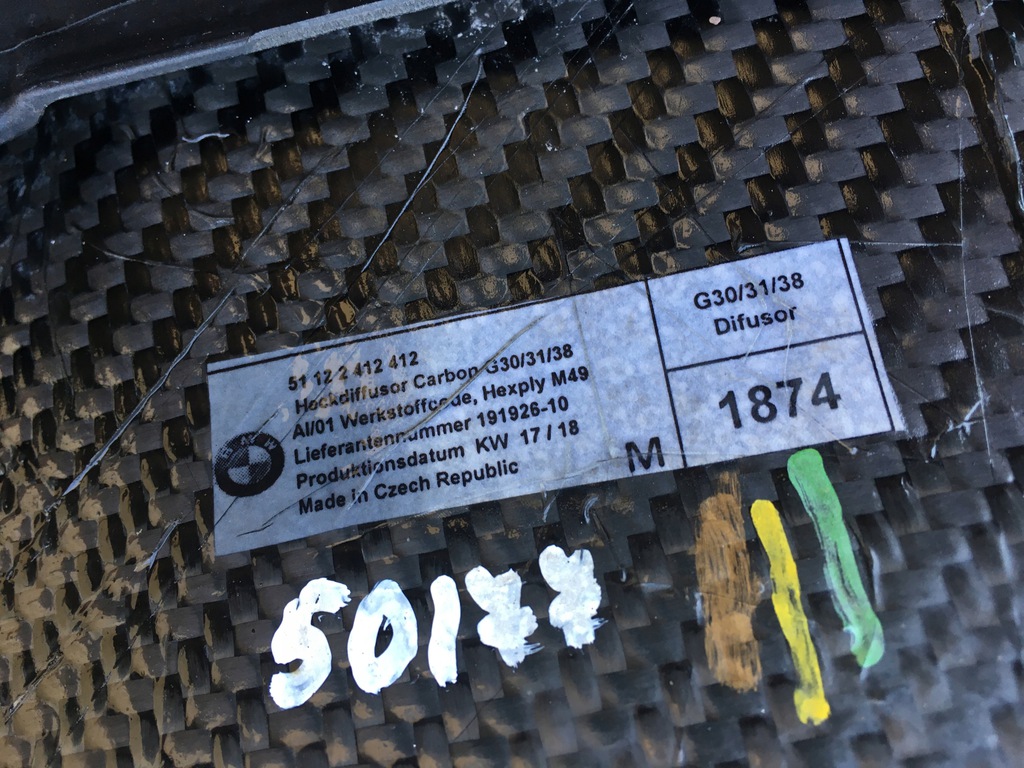 51 12 2 412 412
Heckdiffusor Carbon G30/31/38
AI/01 Werkstoffcode, Hexply M49
Lieferantennummer 191926-10
Produktionsdatum KW 17/18
Made in Czech Republic
BMW
M
G30/31/38
Difusor
1874